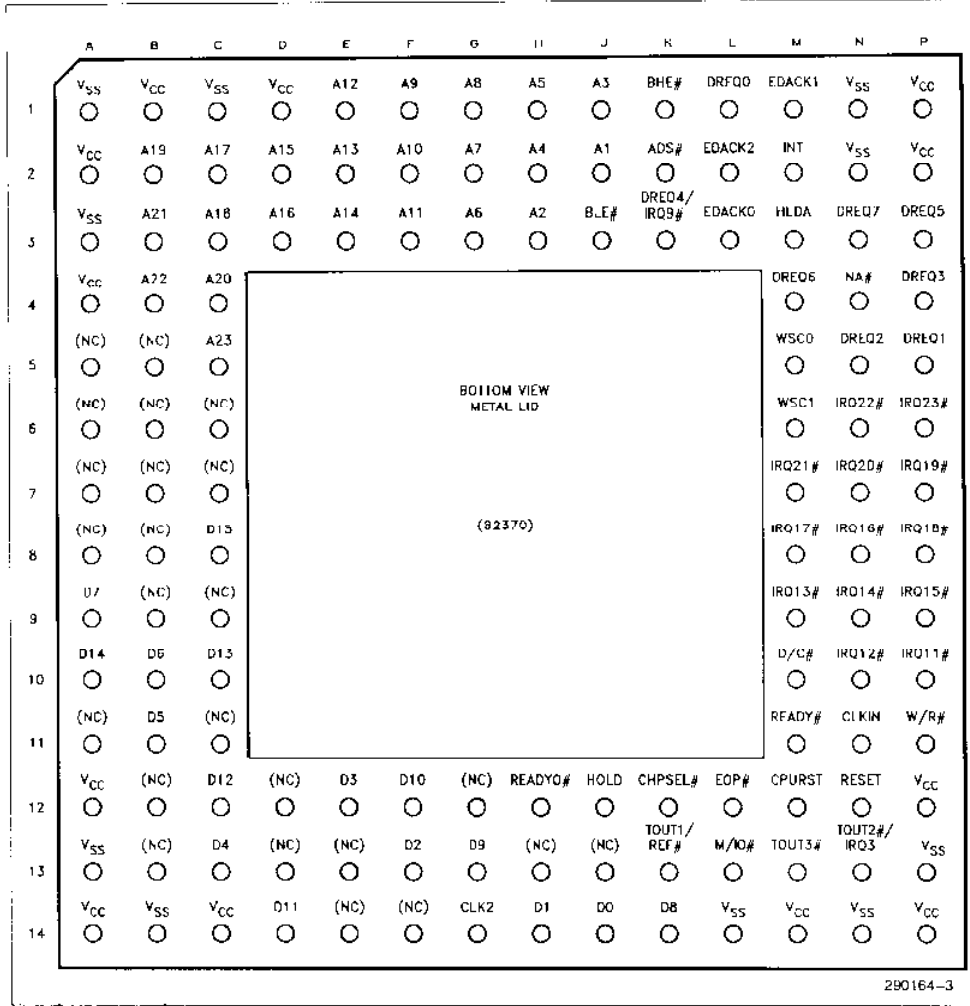 A B C D E F G H J K L M N P
VSS VCC VSS VCC A12 A9 A8 A5 A3 BHE# DREQ0 EDACK1 VSS VCC
1
VCC A19 A17 A15 A13 A10 A7 A4 A1 ADS# EDACK2 INT VSS VCC
2
DREQ4/
VSS A21 A18 A16 A14 A11 A6 A2 BLE# IRQ9# EDACK0 HLDA DREQ7 DREQ5
3
VCC A22 A20 DREQ6 NA# DREQ3
4
(NC) (NC) A23 WSC0 DREQ2 DREQ1
5
BOTTOM VIEW
METAL LID
(NC) (NC) (NC) WSC1 IRQ22# IRQ23#
6
(NC) (NC) (NC) IRQ21# IRQ20# IRQ19#
7
(82370)
(NC) (NC) D15 IRQ17# IRQ16# IRQ18#
8
D7 (NC) (NC) IRQ13# IRQ14# IRQ15#
9
D14 D6 D13 D/C# IRQ12# IRQ11#
10
(NC) D5 (NC) READY# CLKIN W/R#
11
VCC (NC) D12 (NC) D3 D10 (NC) READYO# HOLD CHPSEL# EOP# CPURST RESET VCC
12
TOUT1/ TOUT2#/
VSS (NC) D4 (NC) (NC) D2 D9 (NC) (NC) REF# M/IO# TOUT3# IRQ3 VSS
13
VCC VSS VCC D11 (NC) (NC) CLK2 D1 D0 D8 VSS VCC VSS VCC
14
290164-3